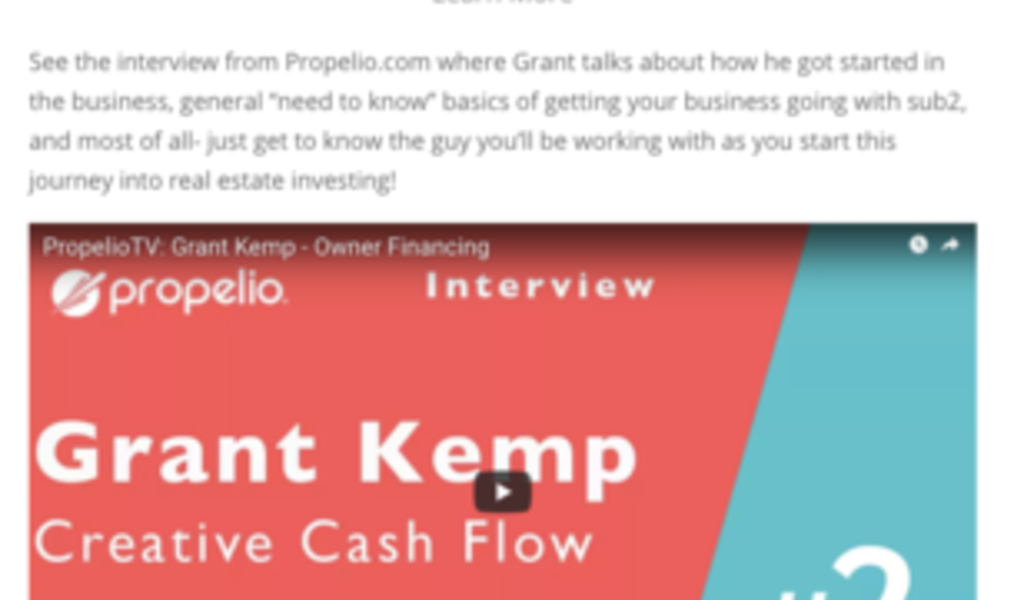 Learn More
See the interview from Propelio.com where Grant talks about how he got started in
the business, general "need to know" basics of getting your business going with sub2,
and most of all- just get to know the guy you'll be working with as you start this
journey into real estate investing!
PropelioTV: Grant Kemp - Owner Financing
propelio.
Interview
Grant Kemp
Creative Cash Flow
#2